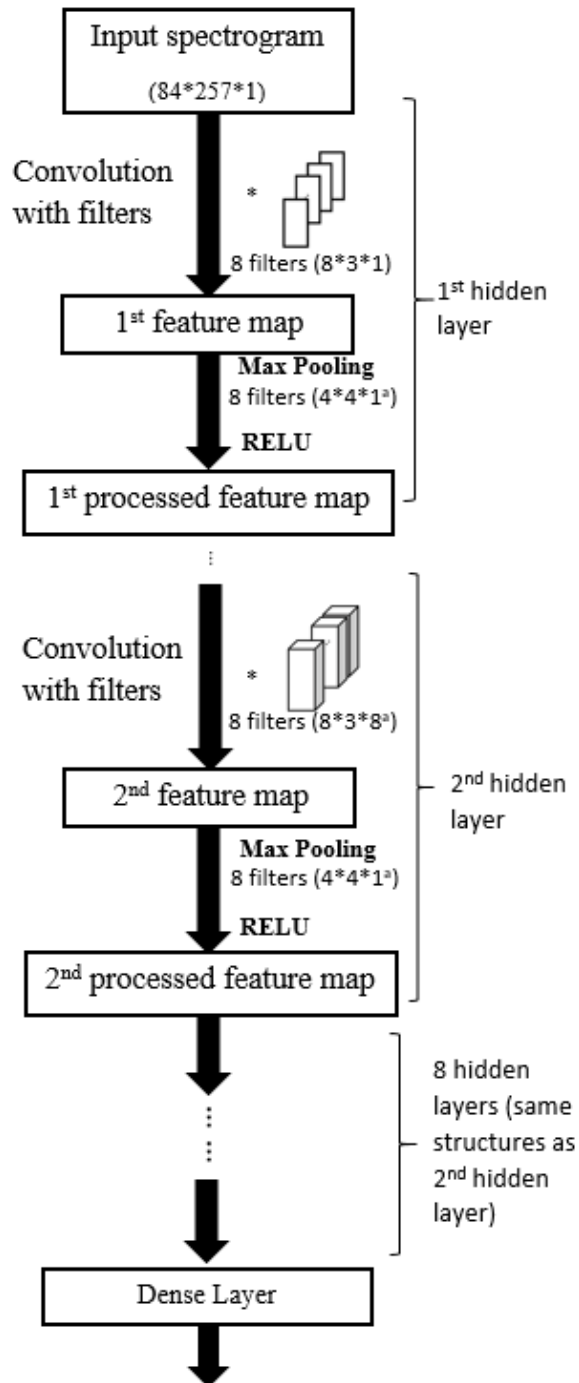 Input spectrogram
(84*257*1)
Convolution
with filters
*
8 filters (8*3*1)
1st feature map
1st hidden
layer
Max Pooling
8 filters (4*4*1ᵃ)
RELU
1st processed feature map
Convolution
with filters
*
8 filters (8*3*8ᵃ)
2nd feature map
2nd hidden
layer
Max Pooling
8 filters (4*4*1ᵃ)
RELU
2nd processed feature map
8 hidden
layers (same
structures as
2nd hidden
layer)
Dense Layer